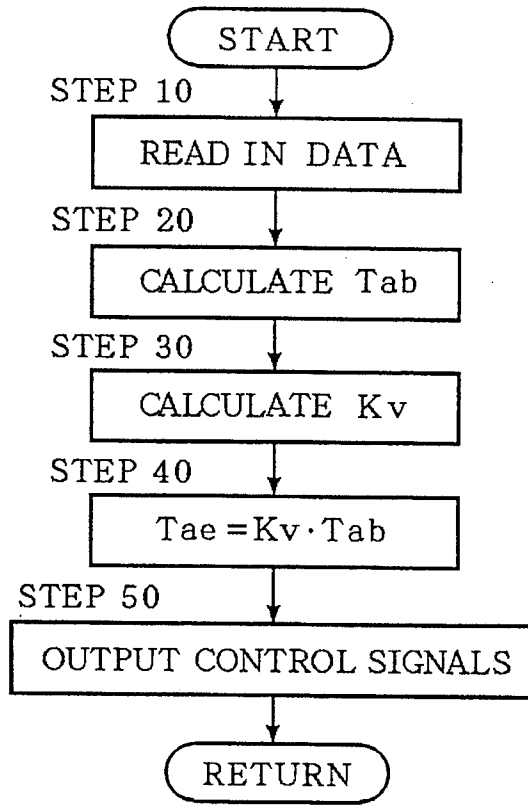 START
STEP 10
READ IN DATA
STEP 20
CALCULATE Tab
STEP 30
CALCULATE Kv
STEP 40
Tae=Kv·Tab
STEP 50
OUTPUT CONTROL SIGNALS
RETURN